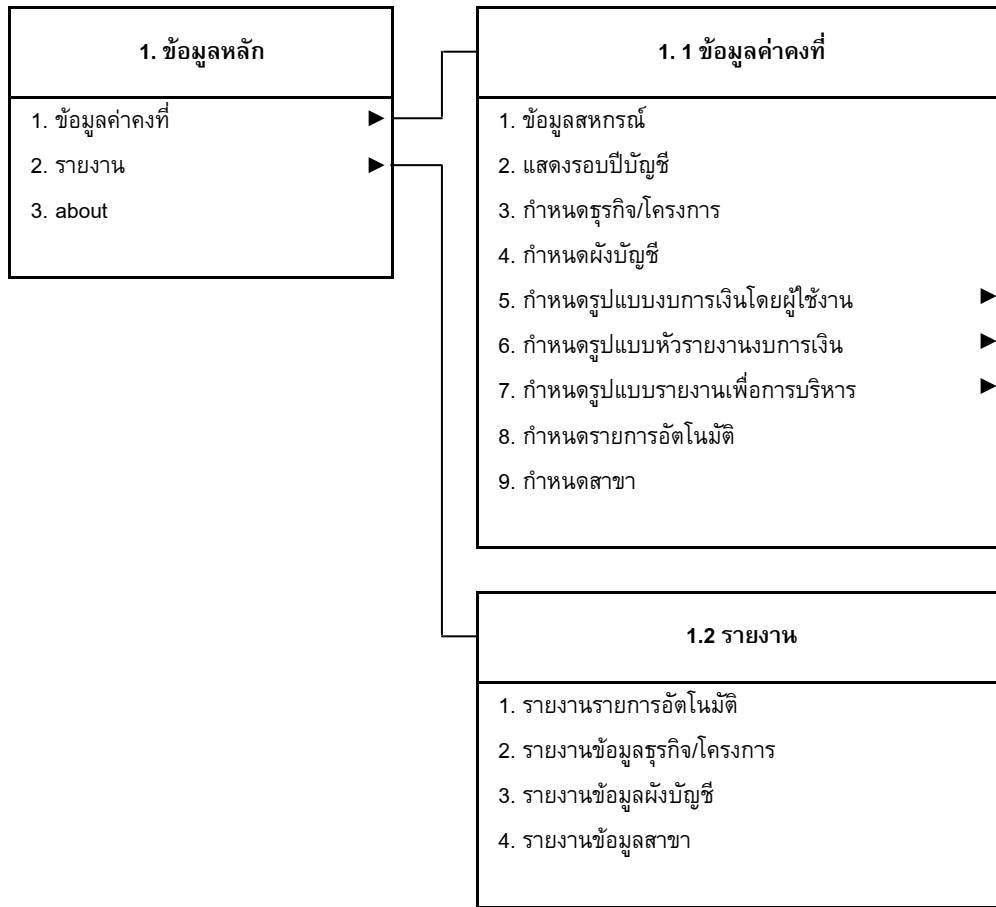 1. ข้อมูลหลัก
1. ข้อมูลค่าคงที่ ►
2. รายงาน ►
3. about
1. 1 ข้อมูลค่าคงที่
1. ข้อมูลสหกรณ์
2. แสดงรอบปีบัญชี
3. กำหนดธุรกิจ/โครงการ
4. กำหนดผังบัญชี
5. กำหนดรูปแบบงบการเงินโดยผู้ใช้งาน ►
6. กำหนดรูปแบบหัวรายงานงบการเงิน ►
7. กำหนดรูปแบบรายงานเพื่อการบริหาร ►
8. กำหนดรายการอัตโนมัติ
9. กำหนดสาขา
1.2 รายงาน
1. รายงานรายการอัตโนมัติ
2. รายงานข้อมูลธุรกิจ/โครงการ
3. รายงานข้อมูลผังบัญชี
4. รายงานข้อมูลสาขา